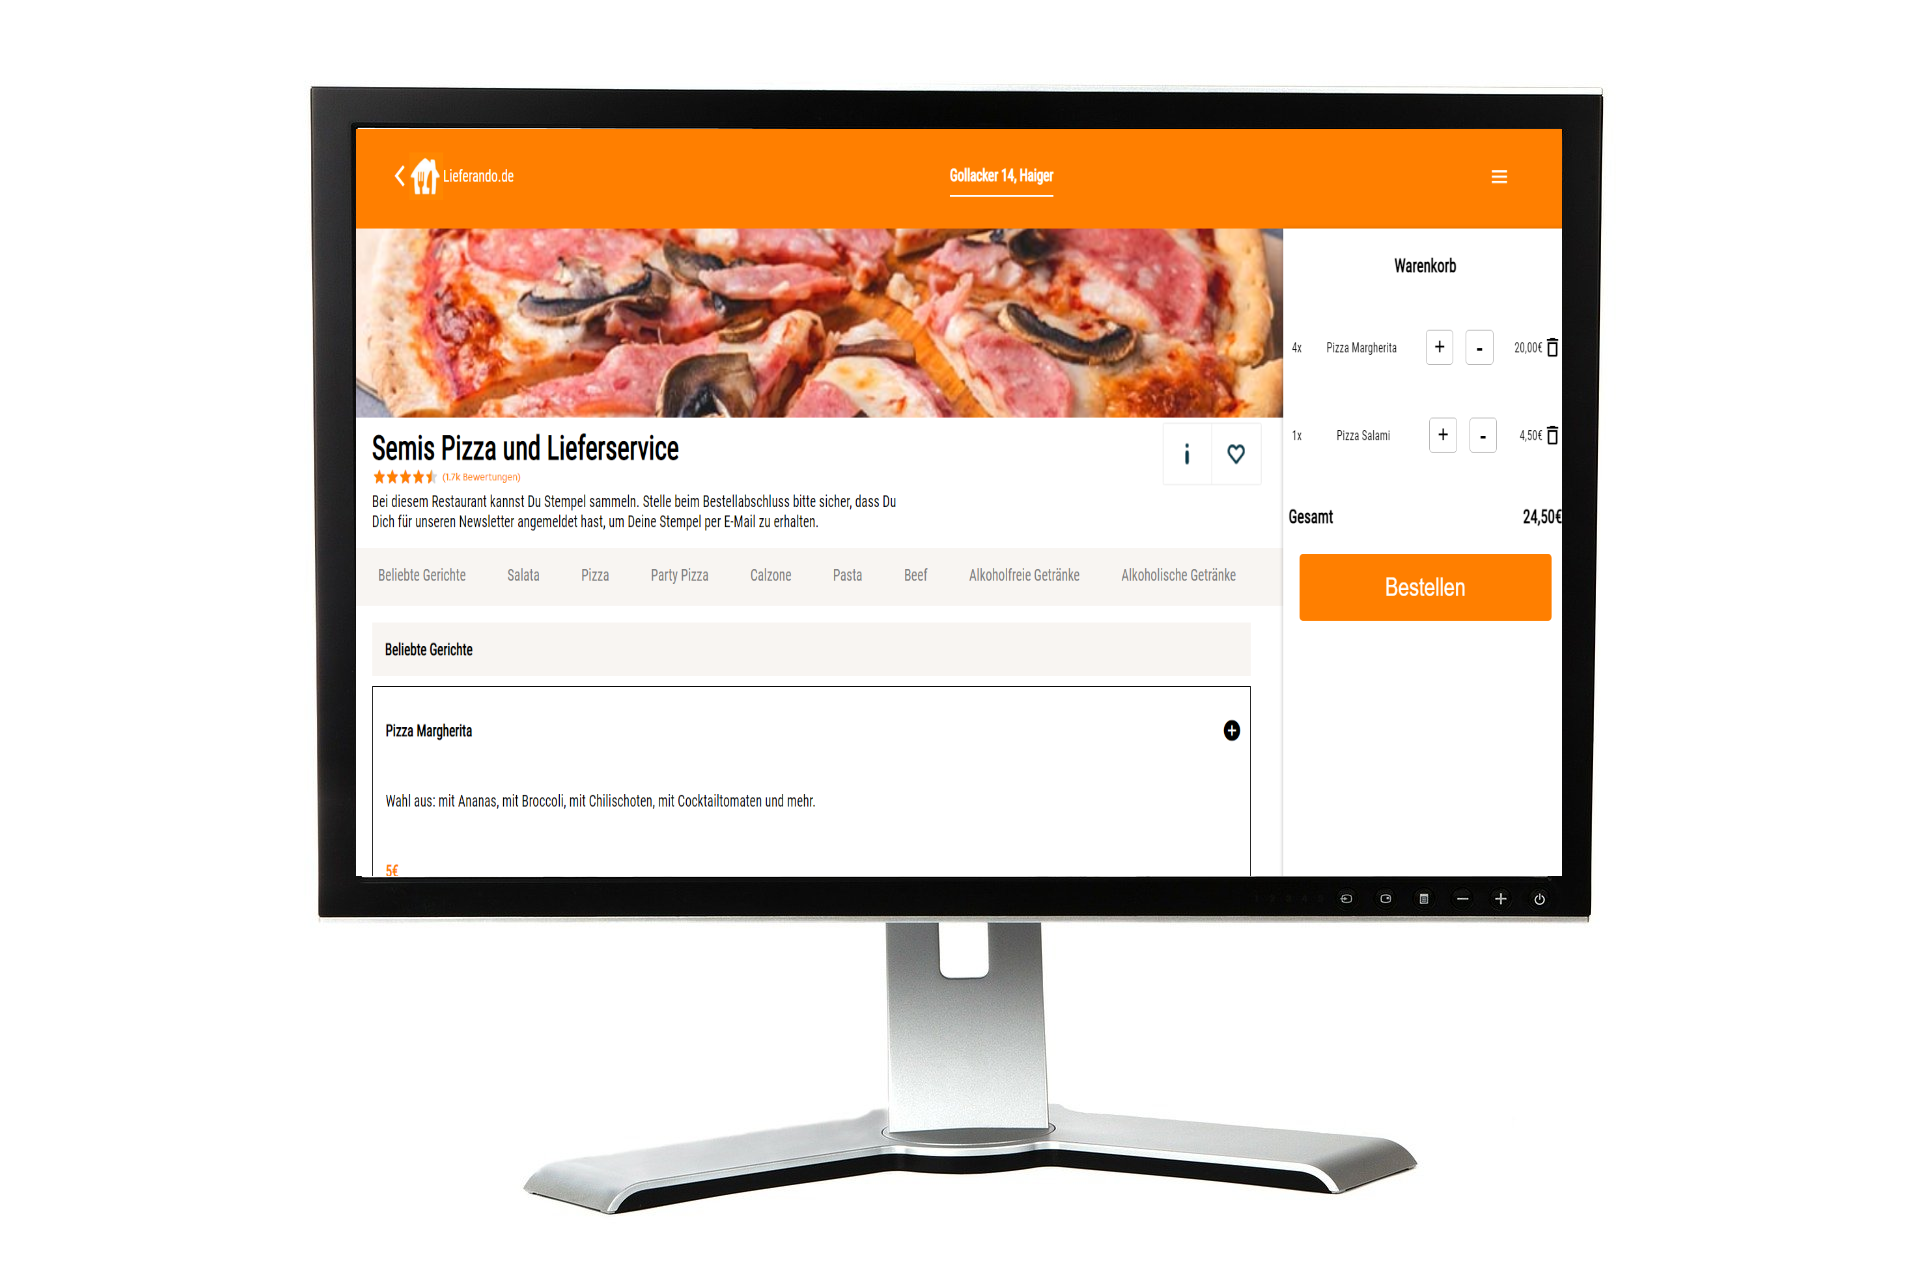 Lieferando.de
Gollacker 14, Haiger
Warenkorb
4x Pizza Margherita + - 20,00€
1x Pizza Salami + - 4,50€
Gesamt 24,50€
Bestellen
Semis Pizza und Lieferservice
(1.7k Bewertungen)
Bei diesem Restaurant kannst Du Stempel sammeln. Stelle beim Bestellabschluss bitte sicher, dass Du
Dich für unseren Newsletter angemeldet hast, um Deine Stempel per E-Mail zu erhalten.
Beliebte Gerichte Salata Pizza Party Pizza Calzone Pasta Beef Alkoholfreie Getränke Alkoholische Getränke
Beliebte Gerichte
Pizza Margherita
Wahl aus: mit Ananas, mit Broccoli, mit Chilischoten, mit Cocktailtomaten und mehr.
5€